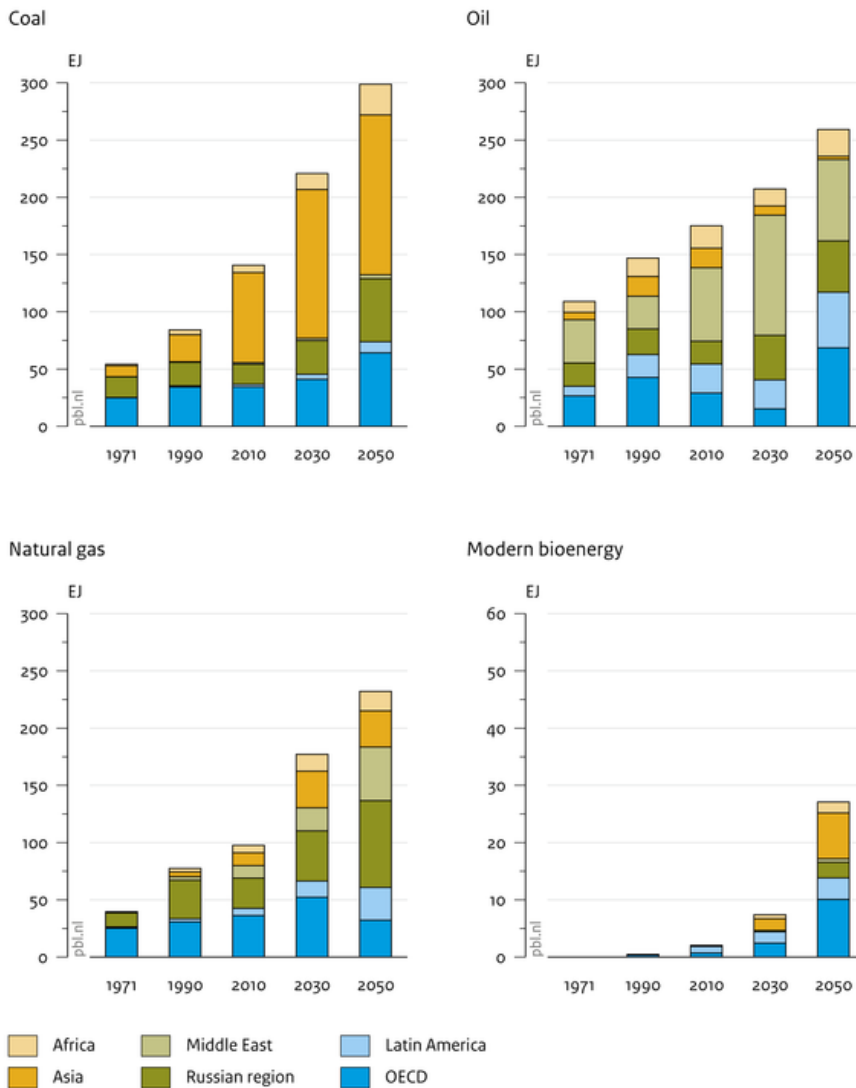 Coal
EJ
300
250
200
150
100
50
0
pbl.nl
1971 1990 2010 2030 2050
Oil
EJ
300
250
200
150
100
50
0
pbl.nl
1971 1990 2010 2030 2050
Natural gas
EJ
300
250
200
150
100
50
0
pbl.nl
1971 1990 2010 2030 2050
Modern bioenergy
EJ
60
50
40
30
20
10
0
pbl.nl
1971 1990 2010 2030 2050
Africa Middle East Latin America
Asia Russian region OECD